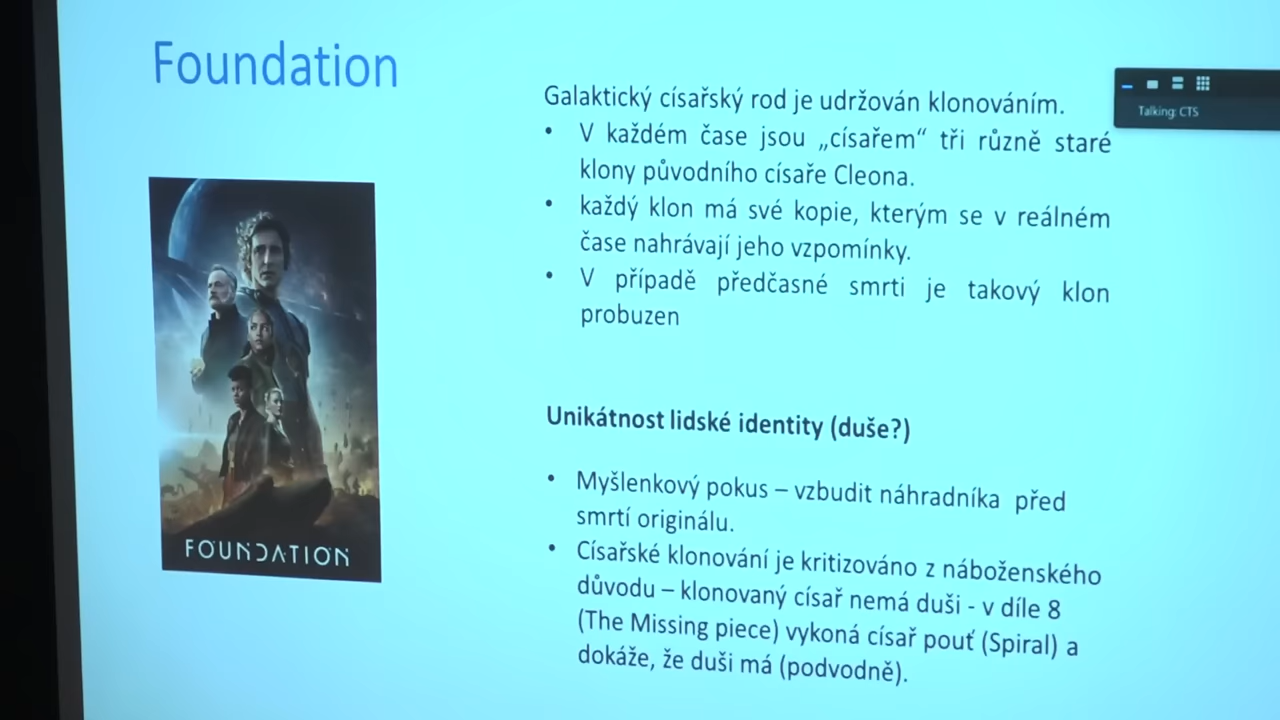 Foundation
Galaktický císařský rod je udržován klonováním.
• V každém čase jsou „císařem“ tři různě staré
klony původního císaře Cleona.
• každý klon má své kopie, kterým se v reálném
čase nahrávají jeho vzpomínky.
• V případě předčasné smrti je takový klon
probuzen
Unikátnost lidské identity (duše?)
• Myšlenkový pokus – vzbudit náhradníka před
smrtí originálu.
• Císařské klonování je kritizováno z náboženského
důvodu – klonovaný císař nemá duši - v díle 8
(The Missing piece) vykoná císař pouť (Spiral) a
dokáže, že duši má (podvodně).
FOUNDATION
Talking: CTS